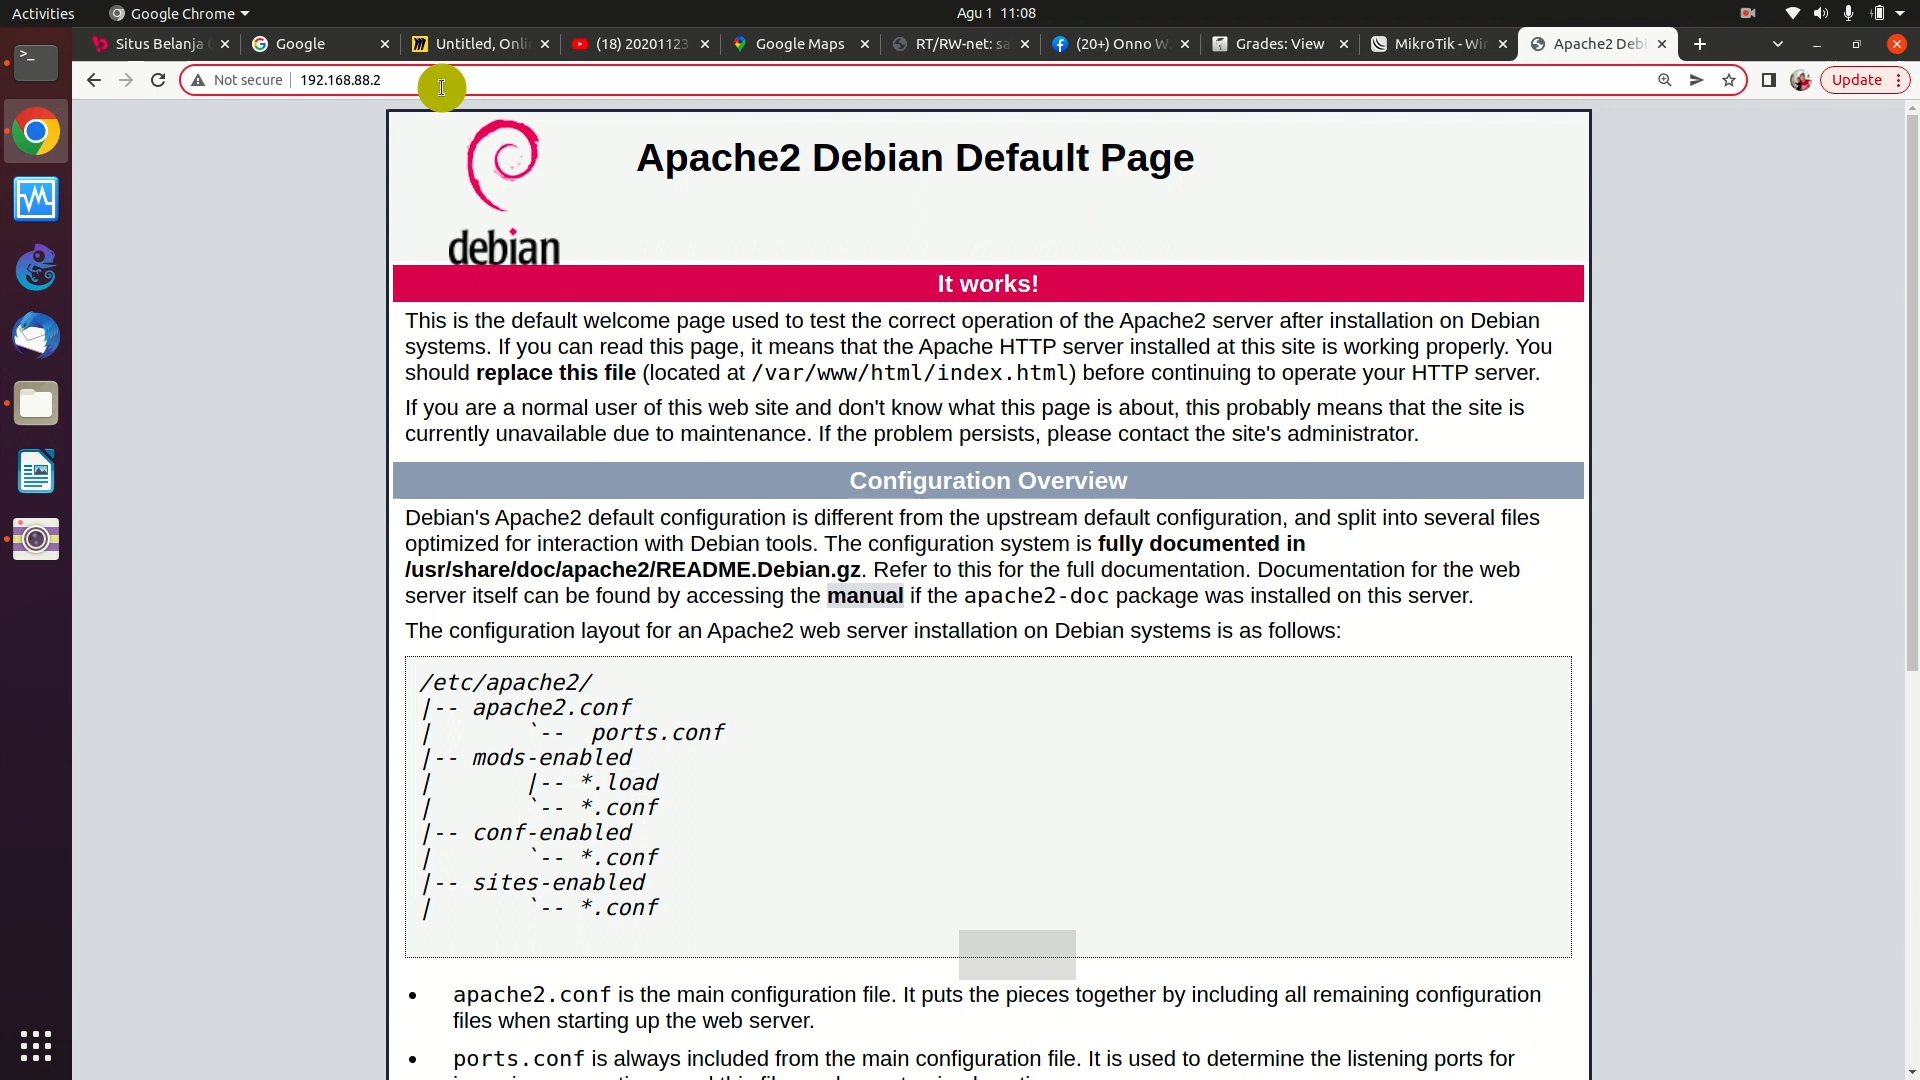 Activities Google Chrome Agu 1 11:08
Situs Belanja Google Untitled, Onli (18) 20201123 Google Maps RT/RW-net: sa (20+) Onno W Grades: View MikroTik - Wir Apache2 Debi
Not secure 192.168.88.2 Update
debian
Apache2 Debian Default Page
It works!
This is the default welcome page used to test the correct operation of the Apache2 server after installation on Debian
systems. If you can read this page, it means that the Apache HTTP server installed at this site is working properly. You
should replace this file (located at /var/www/html/index.html) before continuing to operate your HTTP server.
If you are a normal user of this web site and don't know what this page is about, this probably means that the site is
currently unavailable due to maintenance. If the problem persists, please contact the site's administrator.
Configuration Overview
Debian's Apache2 default configuration is different from the upstream default configuration, and split into several files
optimized for interaction with Debian tools. The configuration system is fully documented in
/usr/share/doc/apache2/README.Debian.gz. Refer to this for the full documentation. Documentation for the web
server itself can be found by accessing the manual if the apache2-doc package was installed on this server.
The configuration layout for an Apache2 web server installation on Debian systems is as follows:
/etc/apache2/
|-- apache2.conf
|       `--  ports.conf
|-- mods-enabled
|       |-- *.load
|       `-- *.conf
|-- conf-enabled
|       `-- *.conf
|-- sites-enabled
|       `-- *.conf
• apache2.conf is the main configuration file. It puts the pieces together by including all remaining configuration
files when starting up the web server.
• ports.conf is always included from the main configuration file. It is used to determine the listening ports for